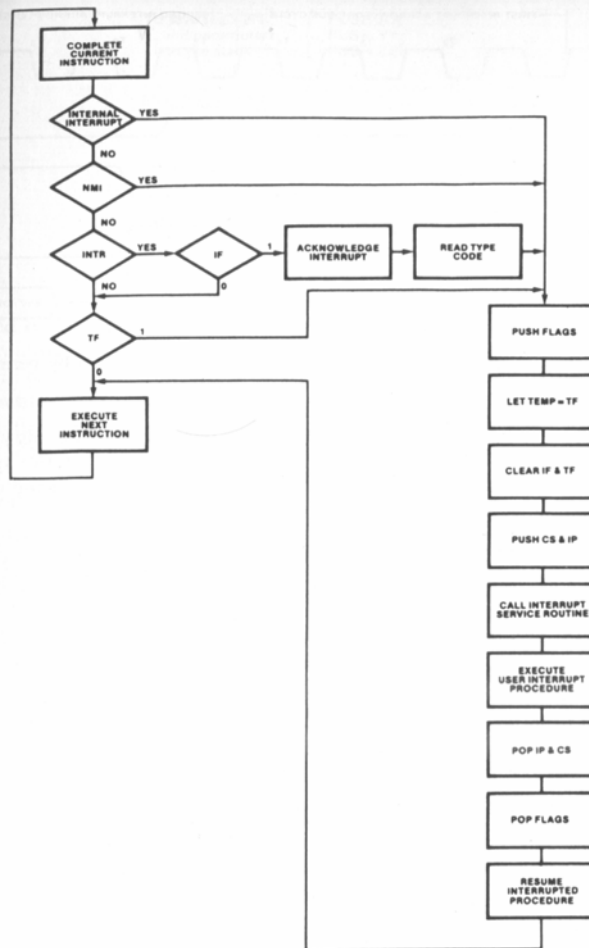 COMPLETE
CURRENT
INSTRUCTION
INTERNAL
INTERRUPT
YES
NO
NMI
YES
NO
INTR
YES
IF
1
ACKNOWLEDGE
INTERRUPT
READ TYPE
CODE
NO
0
TF
1
0
EXECUTE
NEXT
INSTRUCTION
PUSH FLAGS
LET TEMP = TF
CLEAR IF & TF
PUSH CS & IP
CALL INTERRUPT
SERVICE ROUTINE
EXECUTE
USER INTERRUPT
PROCEDURE
POP IP & CS
POP FLAGS
RESUME
INTERRUPTED
PROCEDURE